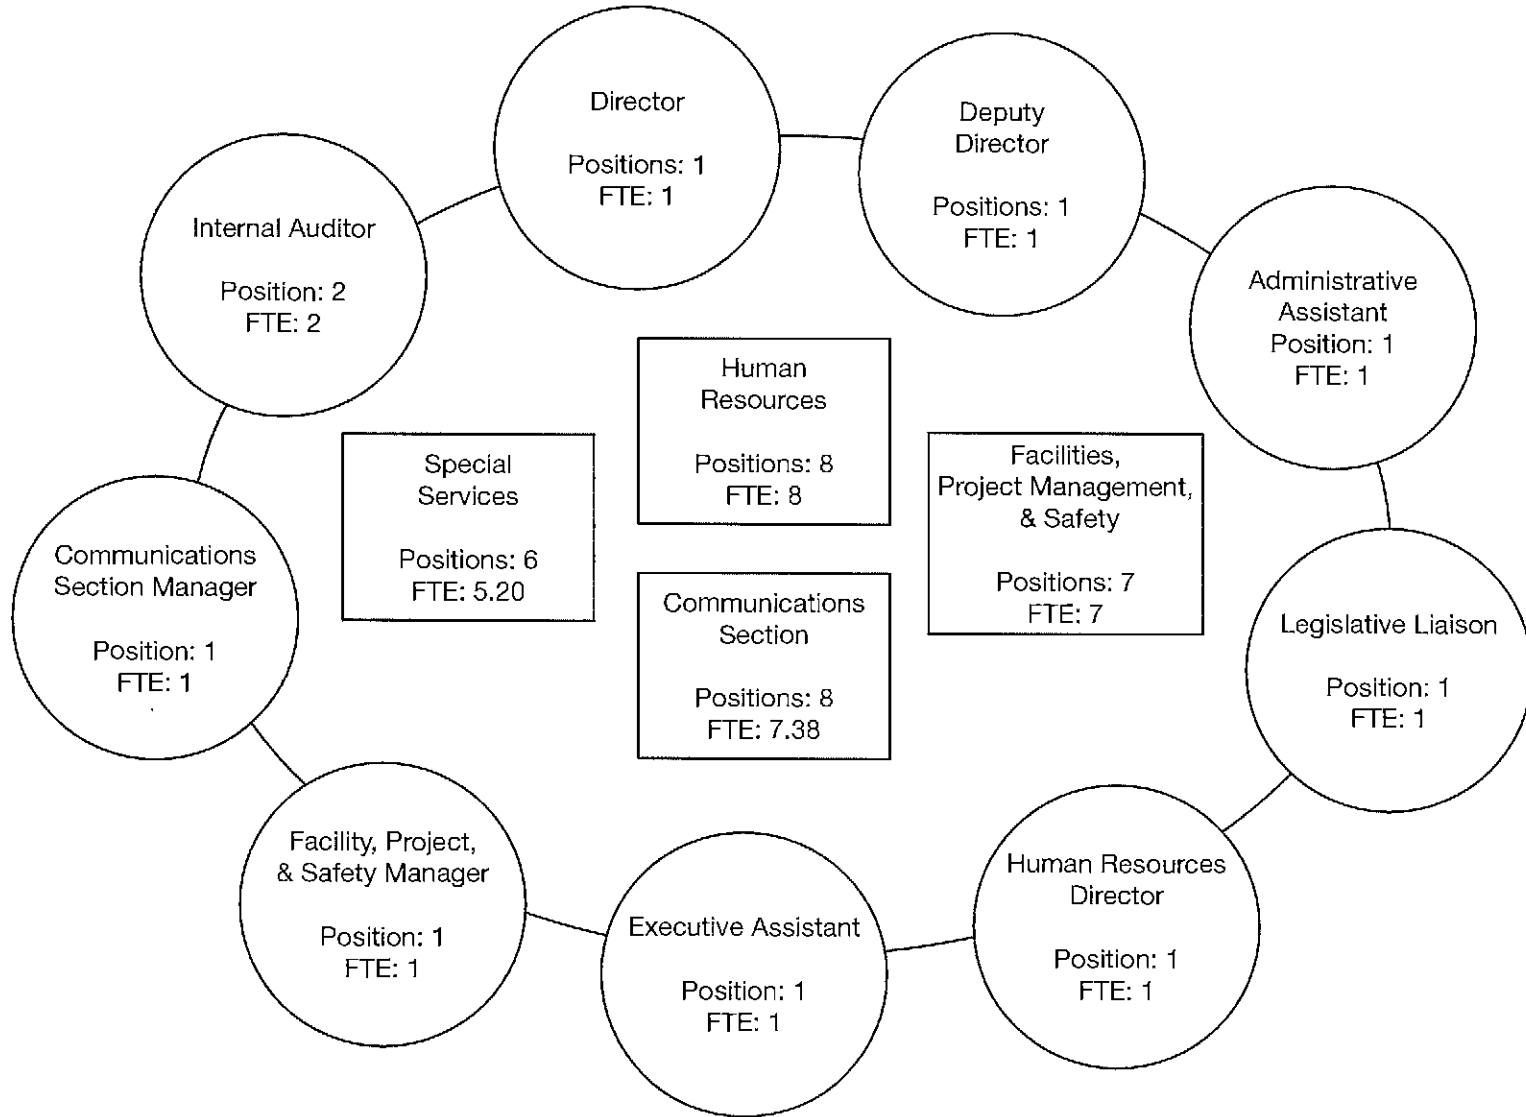 Director
Positions: 1
FTE: 1
Deputy
Director
Positions: 1
FTE: 1
Administrative
Assistant
Position: 1
FTE: 1
Legislative Liaison
Position: 1
FTE: 1
Human Resources
Director
Position: 1
FTE: 1
Executive Assistant
Position: 1
FTE: 1
Facility, Project,
& Safety Manager
Position: 1
FTE: 1
Communications
Section Manager
Position: 1
FTE: 1
Internal Auditor
Position: 2
FTE: 2
Human
Resources
Positions: 8
FTE: 8
Special
Services
Positions: 6
FTE: 5.20
Facilities,
Project Management,
& Safety
Positions: 7
FTE: 7
Communications
Section
Positions: 8
FTE: 7.38